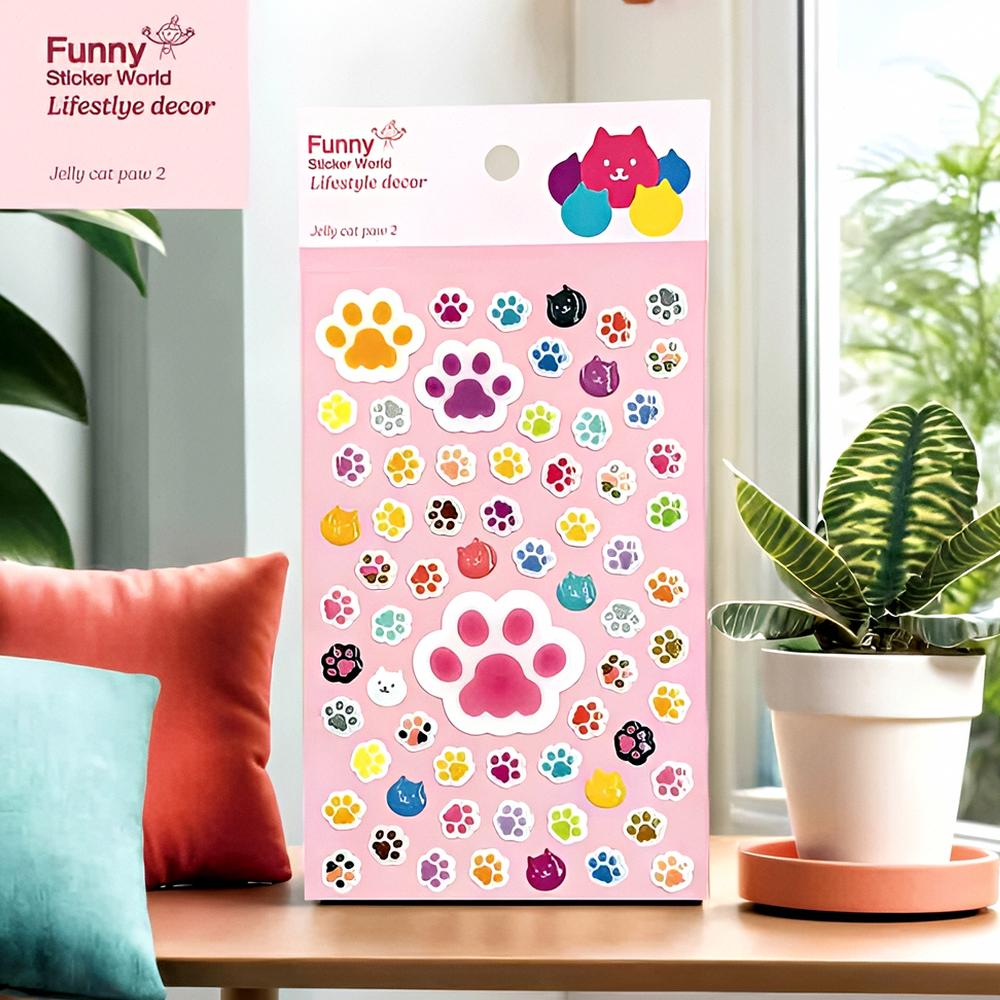 Funny
Sticker World
Lifestlye decor
Jelly cat paw 2
Funny
Sticker World
Lifestyle decor
Jelly cat paw 2